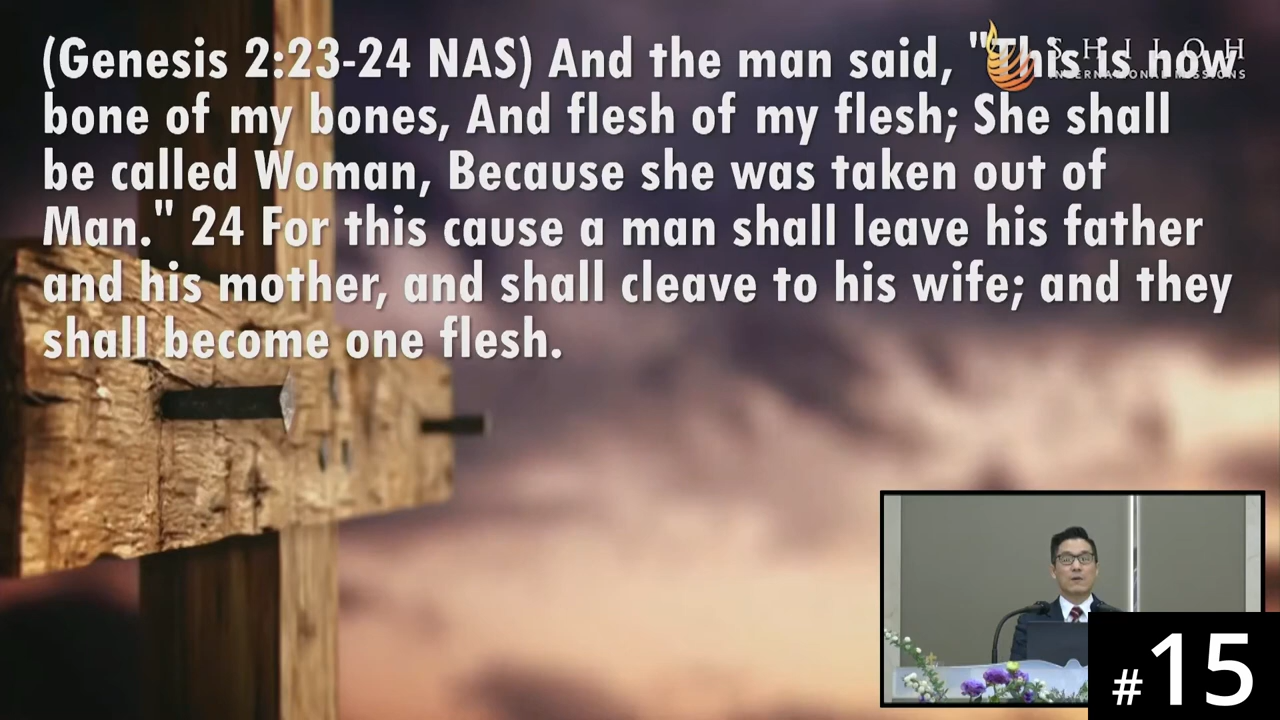 (Genesis 2:23-24 NAS) And the man said, "This is now
bone of my bones, And flesh of my flesh; She shall
be called Woman, Because she was taken out of
Man." 24 For this cause a man shall leave his father
and his mother, and shall cleave to his wife; and they
shall become one flesh.
SHILOH
INTERNATIONAL MISSIONS
#15